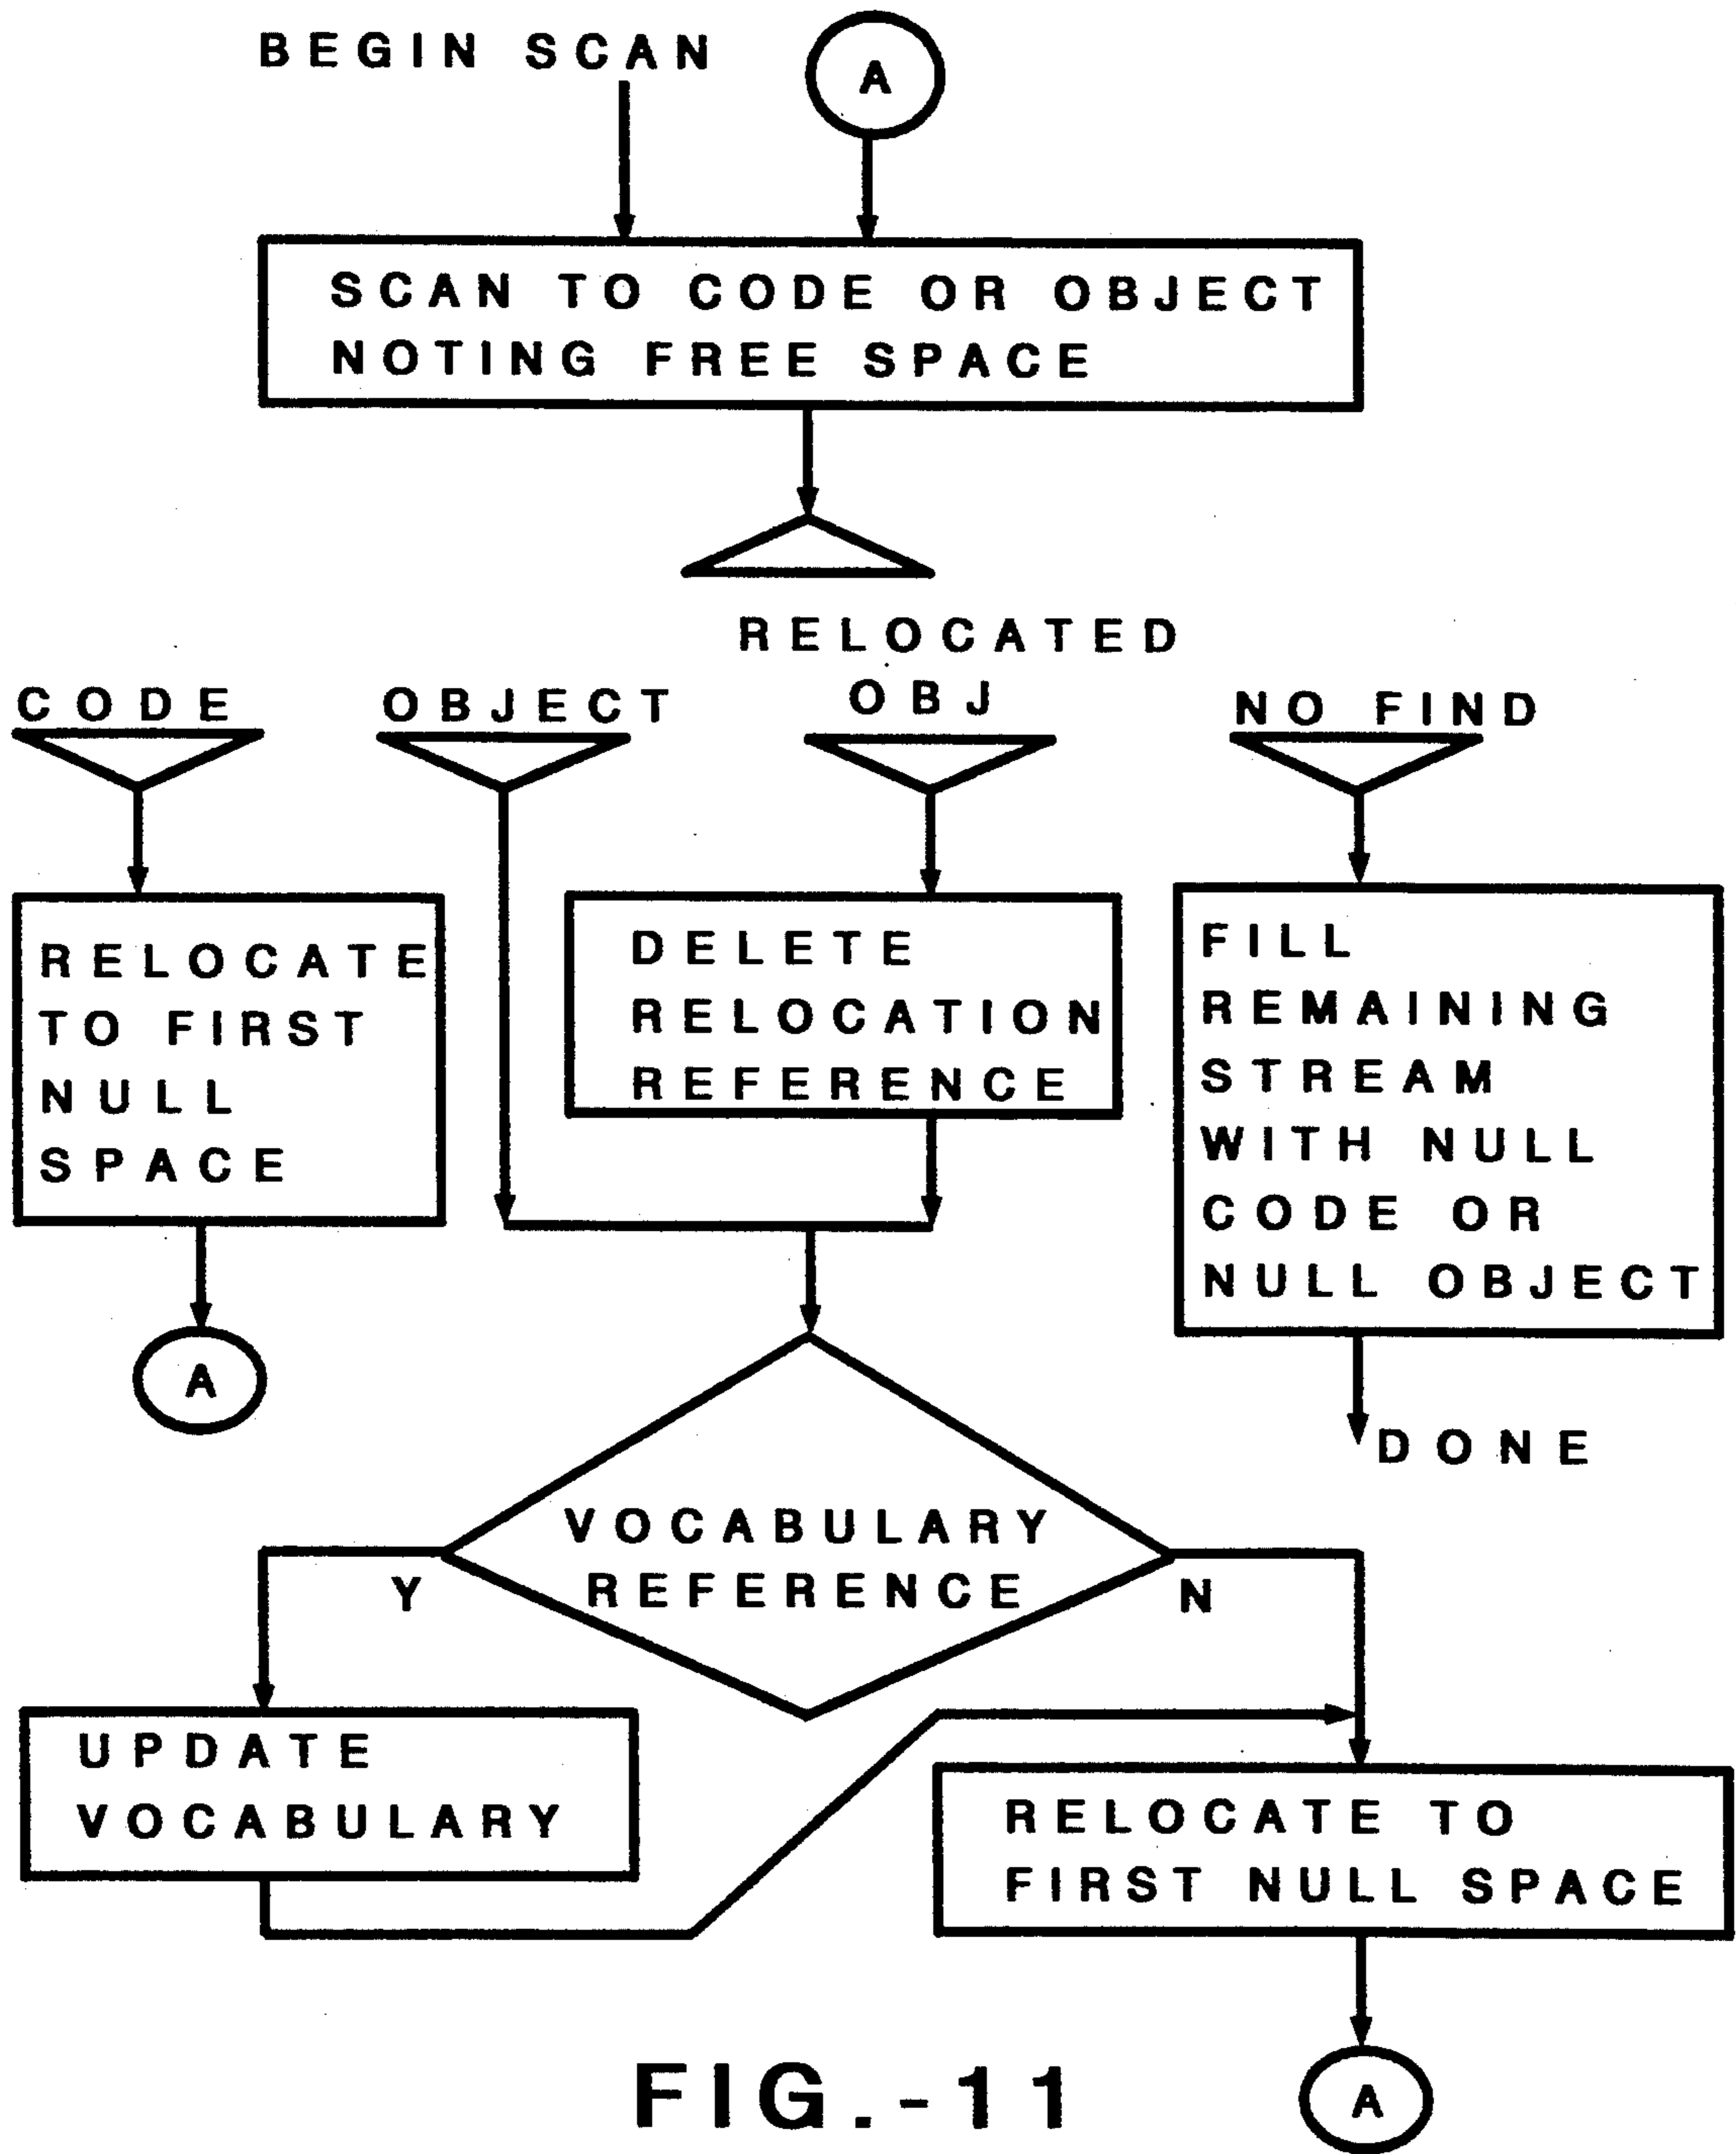 BEGIN SCAN
A
SCAN TO CODE OR OBJECT
NOTING FREE SPACE
CODE
OBJECT
RELOCATED
OBJ
NO FIND
RELOCATE
TO FIRST
NULL
SPACE
DELETE
RELOCATION
REFERENCE
FILL
REMAINING
STREAM
WITH NULL
CODE OR
NULL OBJECT
A
DONE
VOCABULARY
REFERENCE
Y
N
UPDATE
VOCABULARY
RELOCATE TO
FIRST NULL SPACE
A
FIG.-11